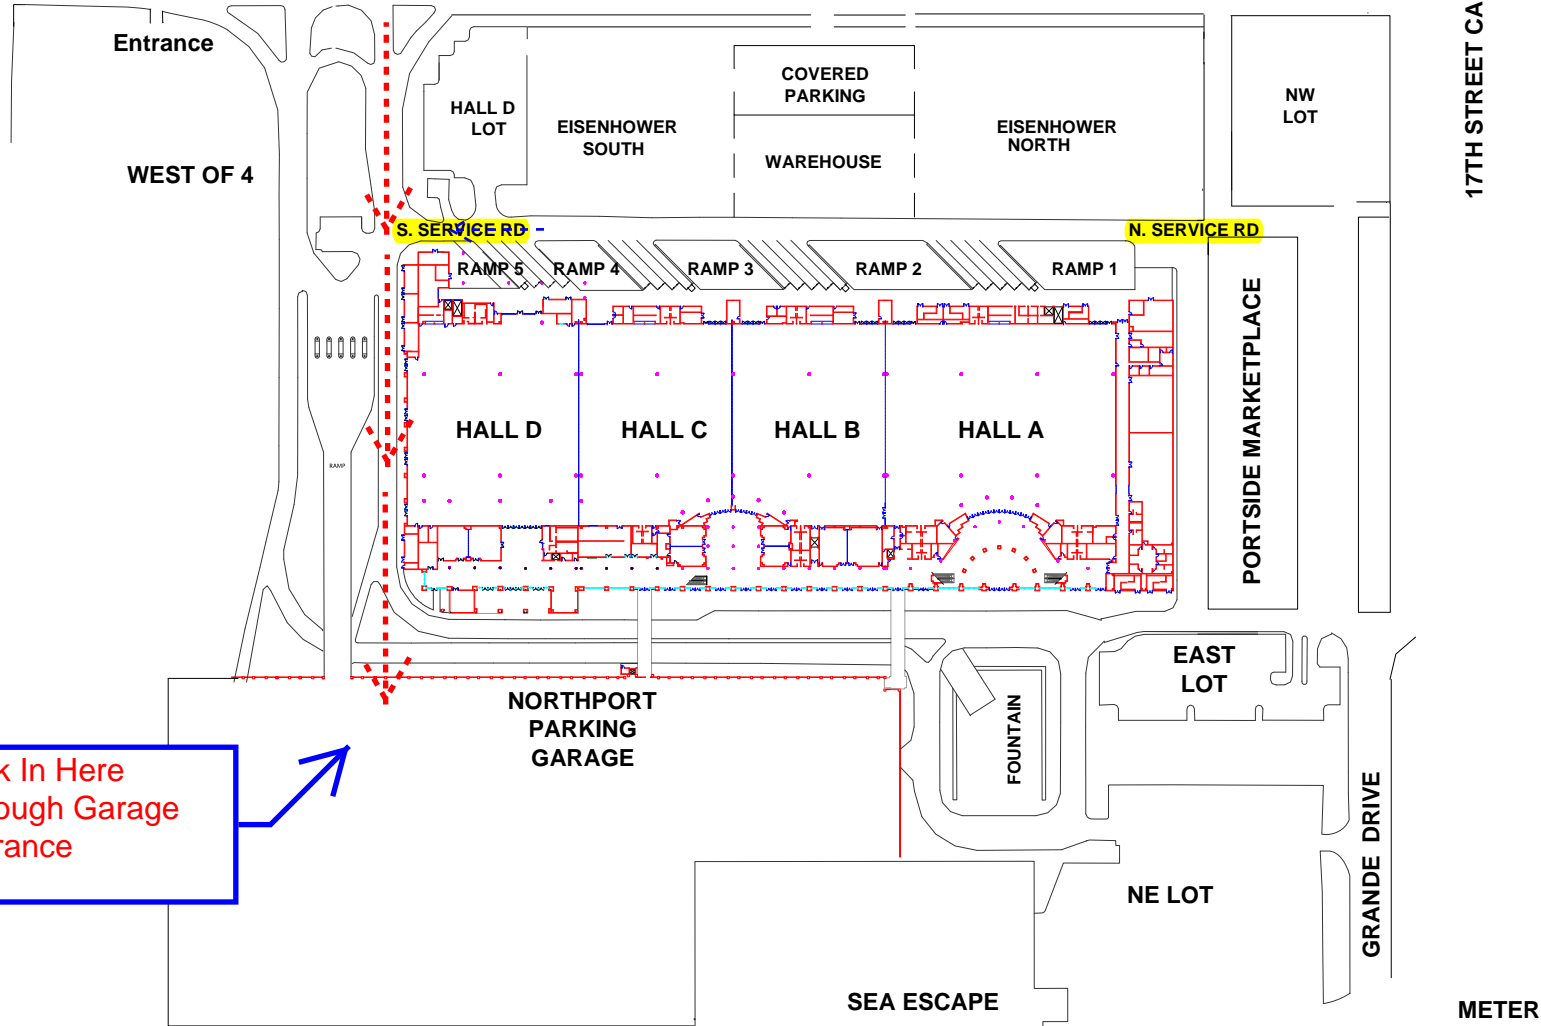 Entrance
WEST OF 4
HALL D
LOT
EISENHOWER
SOUTH
COVERED
PARKING
WAREHOUSE
EISENHOWER
NORTH
NW
LOT
17TH STREET CA
S. SERVICE RD
N. SERVICE RD
RAMP 5
RAMP 4
RAMP 3
RAMP 2
RAMP 1
HALL D
HALL C
HALL B
HALL A
RAMP
PORTSIDE MARKETPLACE
EAST
LOT
NORTHPORT
PARKING
GARAGE
FOUNTAIN
k In Here
ough Garage
rance
NE LOT
GRANDE DRIVE
SEA ESCAPE
METER